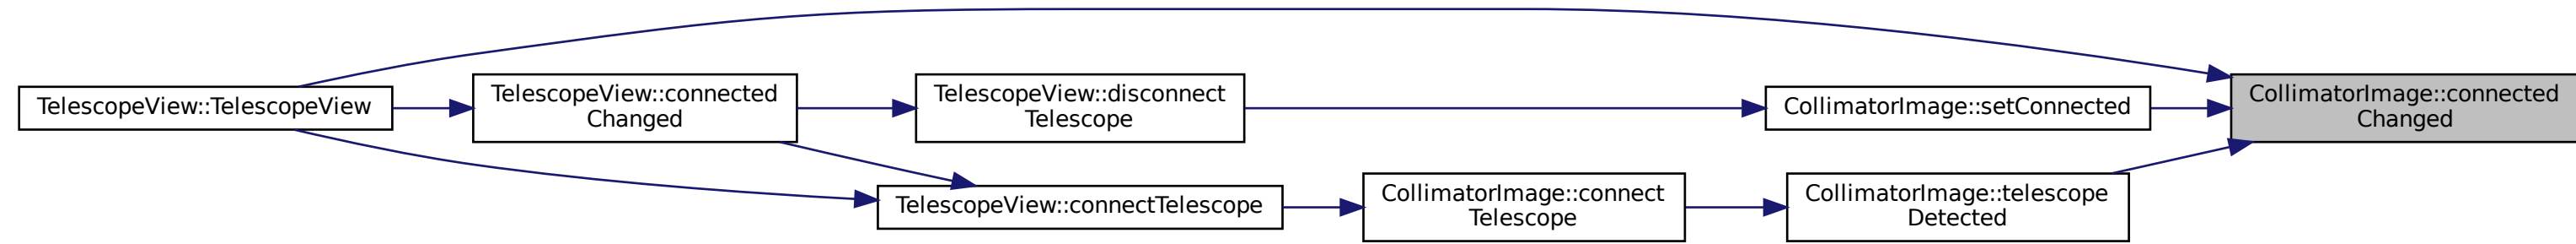 TelescopeView::TelescopeView
TelescopeView::connected
Changed
TelescopeView::disconnect
Telescope
TelescopeView::connectTelescope
CollimatorImage::connect
Telescope
CollimatorImage::setConnected
CollimatorImage::telescope
Detected
CollimatorImage::connected
Changed